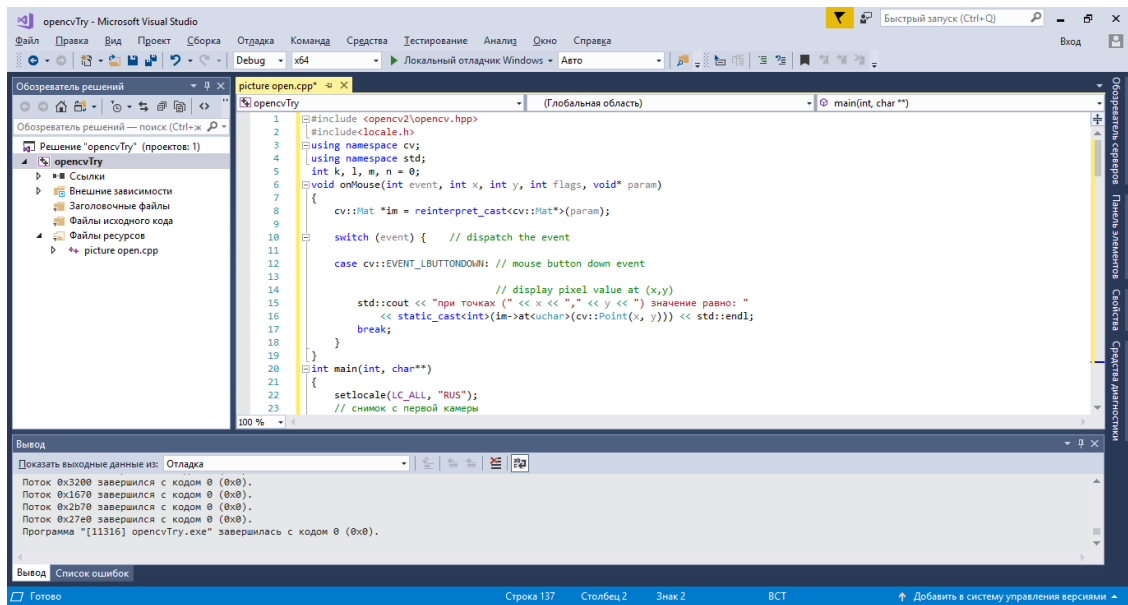 opencvTry - Microsoft Visual Studio
Быстрый запуск (Ctrl+Q)
Файл Правка Вид Проект Сборка Отладка Команда Средства Тестирование Анализ Окно Справка
Вход
Debug x64 Локальный отладчик Windows Авто
Обозреватель решений
Обозреватель решений — поиск (Ctrl+ж
Решение "opencvTry" (проектов: 1)
opencvTry
Ссылки
Внешние зависимости
Заголовочные файлы
Файлы исходного кода
Файлы ресурсов
++ picture open.cpp
picture open.cpp*
opencvTry (Глобальная область) main(int, char **)
1 #include <opencv2\opencv.hpp>
2 #include<locale.h>
3 using namespace cv;
4 using namespace std;
5 int k, l, m, n = 0;
6 void onMouse(int event, int x, int y, int flags, void* param)
7 {
8 cv::Mat *im = reinterpret_cast<cv::Mat*>(param);
9
10 switch (event) { // dispatch the event
11
12 case cv::EVENT_LBUTTONDOWN: // mouse button down event
13
14 // display pixel value at (x,y)
15 std::cout << "при точках (" << x << "," << y << ") значение равно: "
16 << static_cast<int>(im->at<uchar>(cv::Point(x, y))) << std::endl;
17 break;
18 }
19 }
20 int main(int, char**)
21 {
22 setlocale(LC_ALL, "RUS");
23 // снимок с первой камеры
100 %
Обозреватель серверов
Панель элементов
Свойства
Средства диагностики
Вывод
Показать выходные данные из: Отладка
Поток 0x3200 завершился с кодом 0 (0x0).
Поток 0x1670 завершился с кодом 0 (0x0).
Поток 0x2b70 завершился с кодом 0 (0x0).
Поток 0x27e0 завершился с кодом 0 (0x0).
Программа "[11316] opencvTry.exe" завершилась с кодом 0 (0x0).
Вывод Список ошибок
Готово Строка 137 Столбец 2 Знак 2 ВСТ Добавить в систему управления версиями